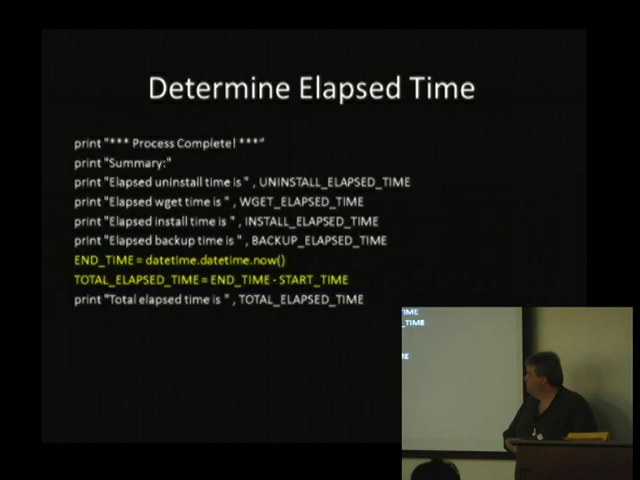 Determine Elapsed Time
print "*** Process Complete! ***"
print "Summary:"
print "Elapsed uninstall time is " , UNINSTALL_ELAPSED_TIME
print "Elapsed wget time is " , WGET_ELAPSED_TIME
print "Elapsed install time is " , INSTALL_ELAPSED_TIME
print "Elapsed backup time is " , BACKUP_ELAPSED_TIME
END_TIME = datetime.datetime.now()
TOTAL_ELAPSED_TIME = END_TIME - START_TIME
print "Total elapsed time is " , TOTAL_ELAPSED_TIME
IME
_TIME
E